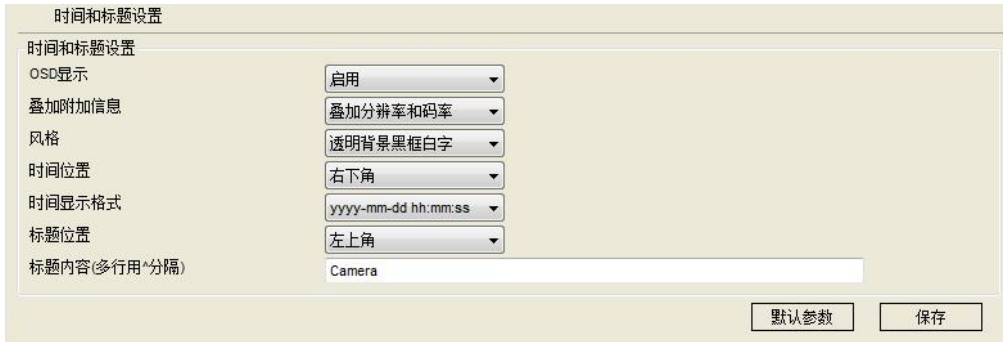 时间和标题设置
时间和标题设置
OSD显示 启用
叠加附加信息 叠加分辨率和码率
风格 透明背景黑框白字
时间位置 右下角
时间显示格式 yyyy-mm-dd hh:mm:ss
标题位置 左上角
标题内容(多行用^分隔) Camera
默认参数 保存